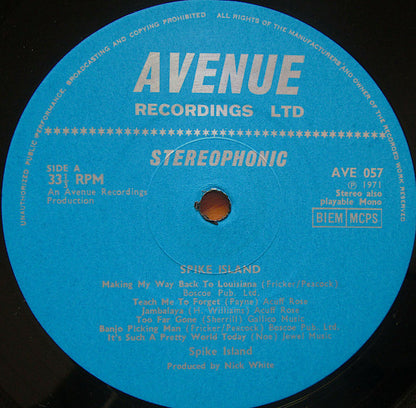 UNAUTHORIZED PUBLIC PERFORMANCE, BROADCASTING AND COPYING PROHIBITED ALL RIGHTS OF THE MANUFACTURERS AND OWNER OF THE RECORDED WORK RESERVED
AVENUE
RECORDINGS LTD
STEREOPHONIC
SIDE A
33⅓ RPM
An Avenue Recordings
Production
AVE 057
Ⓟ 1971
Stereo also
playable Mono
BIEM MCPS
SPIKE ISLAND
Making My Way Back To Louisiana (Fricker/Peacock)
Boscoe Pub. Ltd.
Teach Me To Forget (Payne) Acuff Rose
Jambalaya (H. Williams) Acuff Rose
Too Far Gone (Sherrill) Gallico Music
Banjo Picking Man (Fricker/Peacock) Boscoe Pub. Ltd.
It's Such A Pretty World Today (Noe) Jewel Music
Spike Island
Produced by Nick White